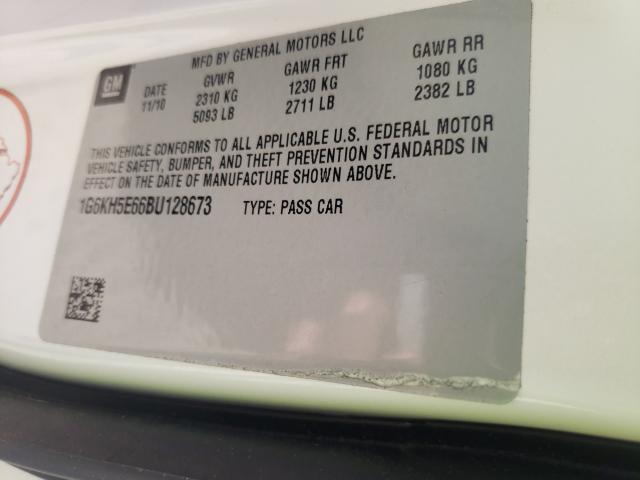 GM
MFD BY GENERAL MOTORS LLC
DATE GVWR GAWR FRT GAWR RR
11/10 2310 KG 1230 KG 1080 KG
5093 LB 2711 LB 2382 LB
THIS VEHICLE CONFORMS TO ALL APPLICABLE U.S. FEDERAL MOTOR
VEHICLE SAFETY, BUMPER, AND THEFT PREVENTION STANDARDS IN
EFFECT ON THE DATE OF MANUFACTURE SHOWN ABOVE.
1G6KH5E66BU128673 TYPE: PASS CAR